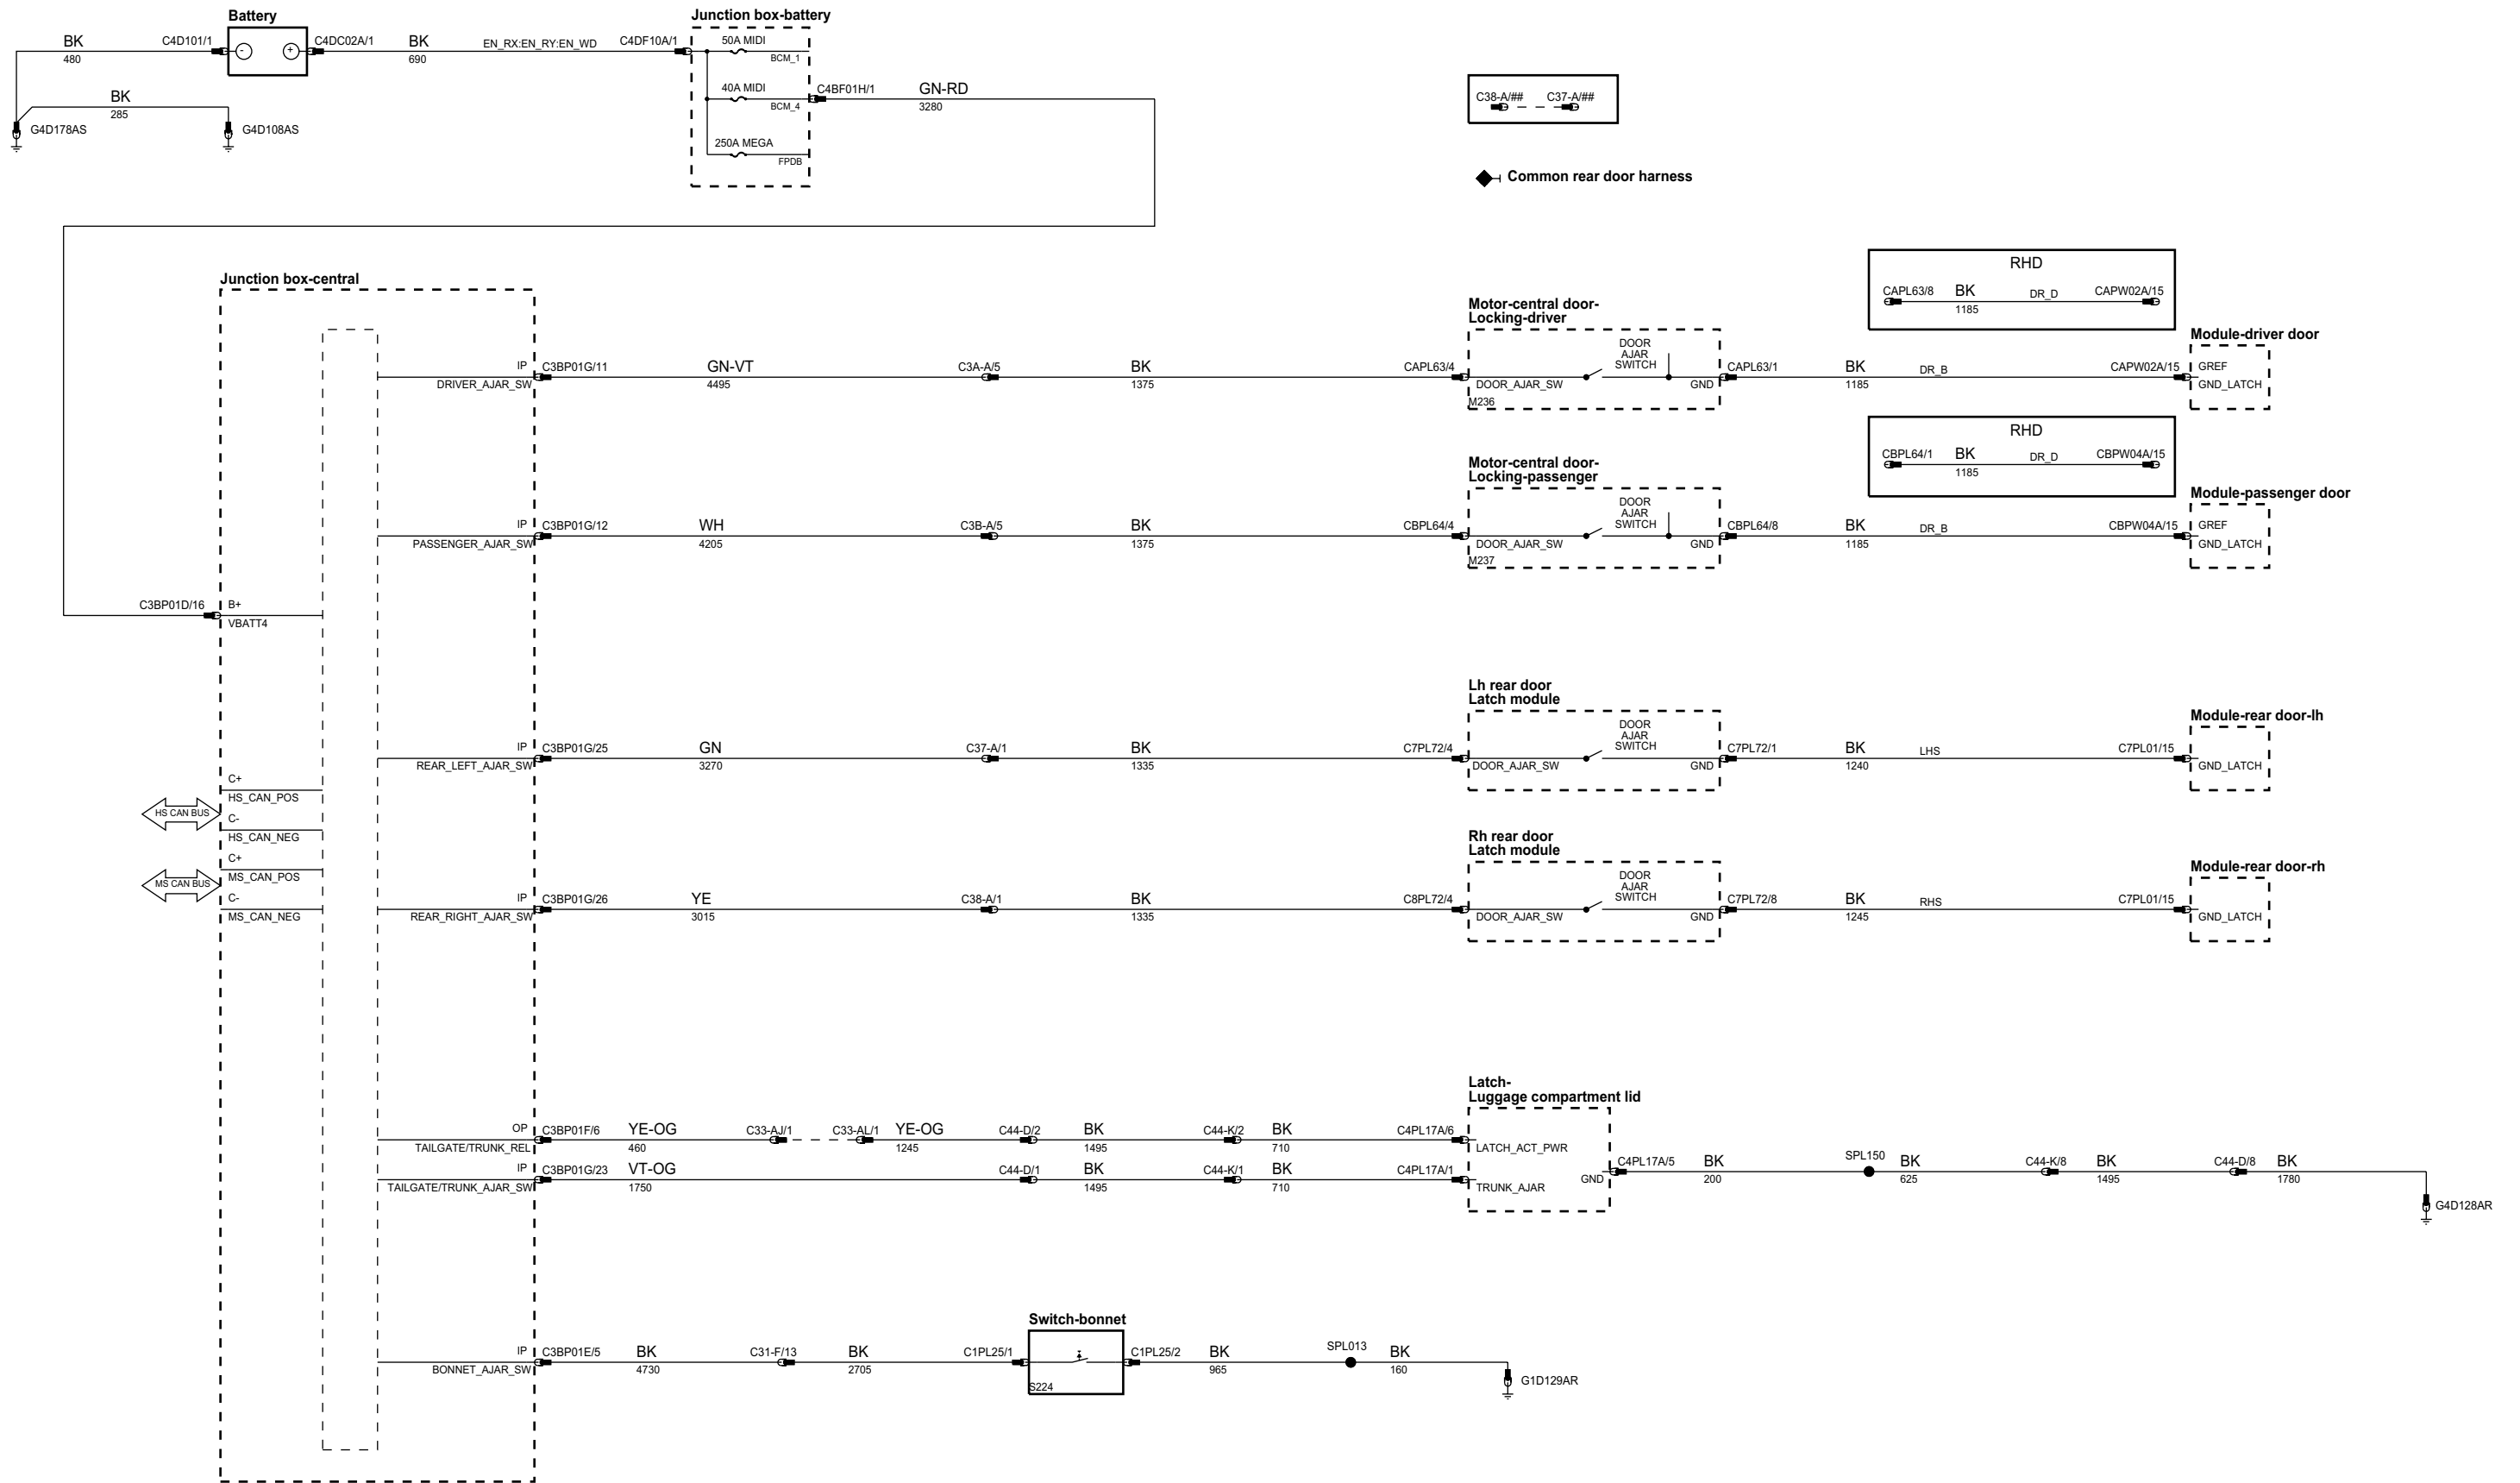 Battery
Junction box-battery
BK
480
C4D101/1
-
+
C4DC02A/1
BK
690
EN_RX:EN_RY:EN_WD
C4DF10A/1
50A MIDI
BCM_1
40A MIDI
BCM_4
C4BF01H/1
GN-RD
3280
250A MEGA
FPDB
BK
285
G4D178AS
G4D108AS
C38-A/##
C37-A/##
Common rear door harness
Junction box-central
RHD
CAPL63/8
BK
1185
DR_D
CAPW02A/15
Motor-central door-
Locking-driver
Module-driver door
IP
DRIVER_AJAR_SW
C3BP01G/11
GN-VT
4495
C3A-A/5
BK
1375
CAPL63/4
DOOR
AJAR
SWITCH
DOOR_AJAR_SW
GND
M236
CAPL63/1
BK
1185
DR_B
CAPW02A/15
GREF
GND_LATCH
RHD
CBPL64/1
BK
1185
DR_D
CBPW04A/15
Motor-central door-
Locking-passenger
Module-passenger door
IP
PASSENGER_AJAR_SW
C3BP01G/12
WH
4205
C3B-A/5
BK
1375
CBPL64/4
DOOR
AJAR
SWITCH
DOOR_AJAR_SW
GND
M237
CBPL64/8
BK
1185
DR_B
CBPW04A/15
GREF
GND_LATCH
C3BP01D/16
B+
VBATT4
Lh rear door
Latch module
Module-rear door-lh
IP
REAR_LEFT_AJAR_SW
C3BP01G/25
GN
3270
C37-A/1
BK
1335
C7PL72/4
DOOR
AJAR
SWITCH
DOOR_AJAR_SW
GND
C7PL72/1
BK
1240
LHS
C7PL01/15
GND_LATCH
C+
HS_CAN_POS
HS CAN BUS
C-
HS_CAN_NEG
C+
MS_CAN_POS
MS CAN BUS
C-
MS_CAN_NEG
Rh rear door
Latch module
Module-rear door-rh
IP
REAR_RIGHT_AJAR_SW
C3BP01G/26
YE
3015
C38-A/1
BK
1335
C8PL72/4
DOOR
AJAR
SWITCH
DOOR_AJAR_SW
GND
C7PL72/8
BK
1245
RHS
C7PL01/15
GND_LATCH
Latch-
Luggage compartment lid
OP
TAILGATE/TRUNK_REL
C3BP01F/6
YE-OG
460
C33-AJ/1
C33-AL/1
YE-OG
1245
C44-D/2
BK
1495
C44-K/2
BK
710
C4PL17A/6
LATCH_ACT_PWR
IP
TAILGATE/TRUNK_AJAR_SW
C3BP01G/23
VT-OG
1750
C44-D/1
BK
1495
C44-K/1
BK
710
C4PL17A/1
TRUNK_AJAR
GND
C4PL17A/5
BK
200
SPL150
BK
625
C44-K/8
BK
1495
C44-D/8
BK
1780
G4D128AR
Switch-bonnet
IP
BONNET_AJAR_SW
C3BP01E/5
BK
4730
C31-F/13
BK
2705
C1PL25/1
S224
C1PL25/2
BK
965
SPL013
BK
160
G1D129AR